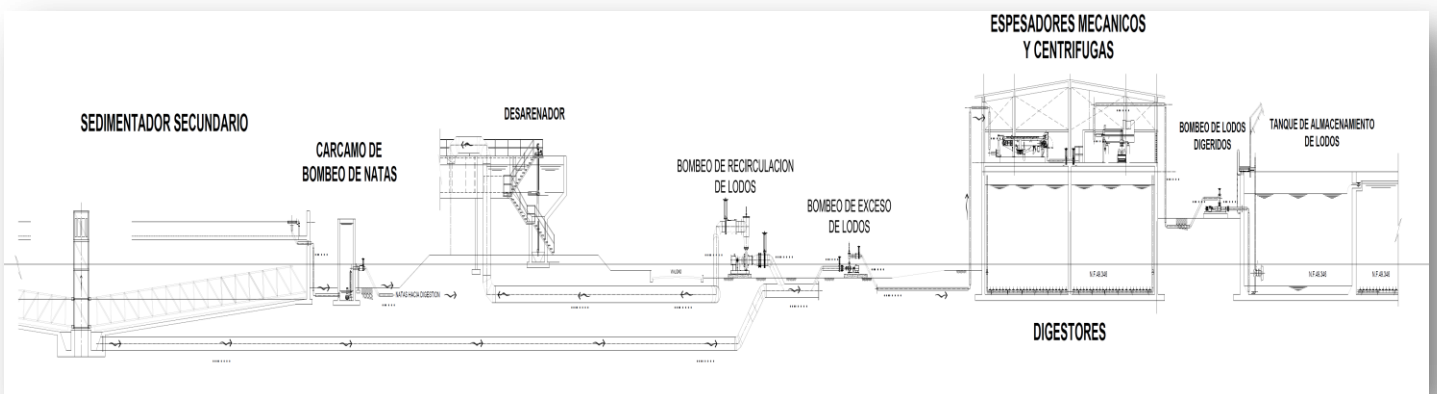 ESPESADORES MECANICOS
Y CENTRIFUGAS
SEDIMENTADOR SECUNDARIO
CARCAMO DE
BOMBEO DE NATAS
DESARENADOR
BOMBEO DE RECIRCULACION
DE LODOS
BOMBEO DE EXCESO
DE LODOS
BOMBEO DE LODOS
DIGERIDOS
TANQUE DE ALMACENAMIENTO
DE LODOS
NATAS HACIA DIGESTION
DIGESTORES